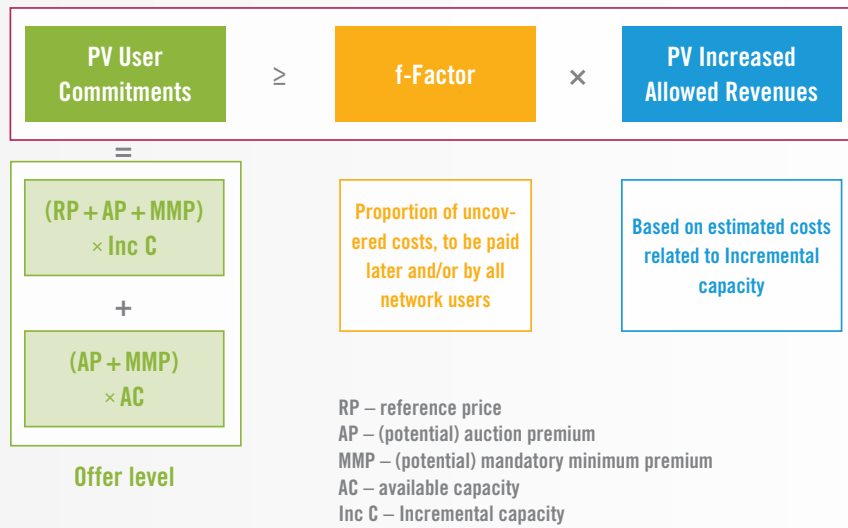 PV User
Commitments
≥
f-Factor
×
PV Increased
Allowed Revenues
=
(RP + AP + MMP)
× Inc C
+
(AP + MMP)
× AC
Offer level
Proportion of uncov-
ered costs, to be paid
later and/or by all
network users
Based on estimated costs
related to Incremental
capacity
RP – reference price
AP – (potential) auction premium
MMP – (potential) mandatory minimum premium
AC – available capacity
Inc C – Incremental capacity